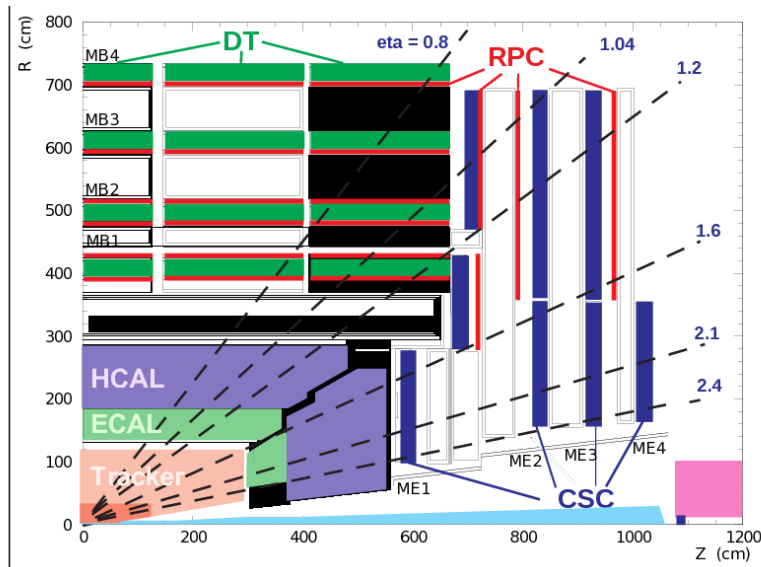 R (cm)
800
700
600
500
400
300
200
100
0
MB4
MB3
MB2
MB1
DT
eta = 0.8
RPC
1.04
1.2
1.6
2.1
2.4
HCAL
ECAL
Tracker
ME1
ME2
ME3
ME4
CSC
0
200
400
600
800
1000
1200
Z (cm)